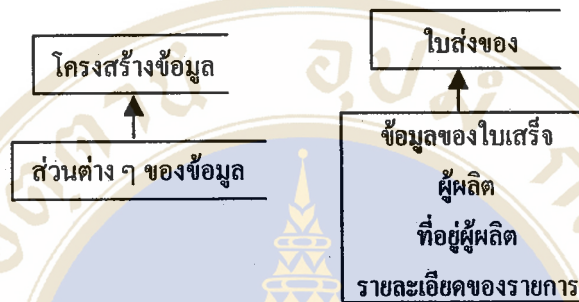 โครงสร้างข้อมูล
ส่วนต่าง ๆ ของข้อมูล
ใบส่งของ
ข้อมูลของใบเสร็จ
ผู้ผลิต
ที่อยู่ผู้ผลิต
รายละเอียดของรายการ